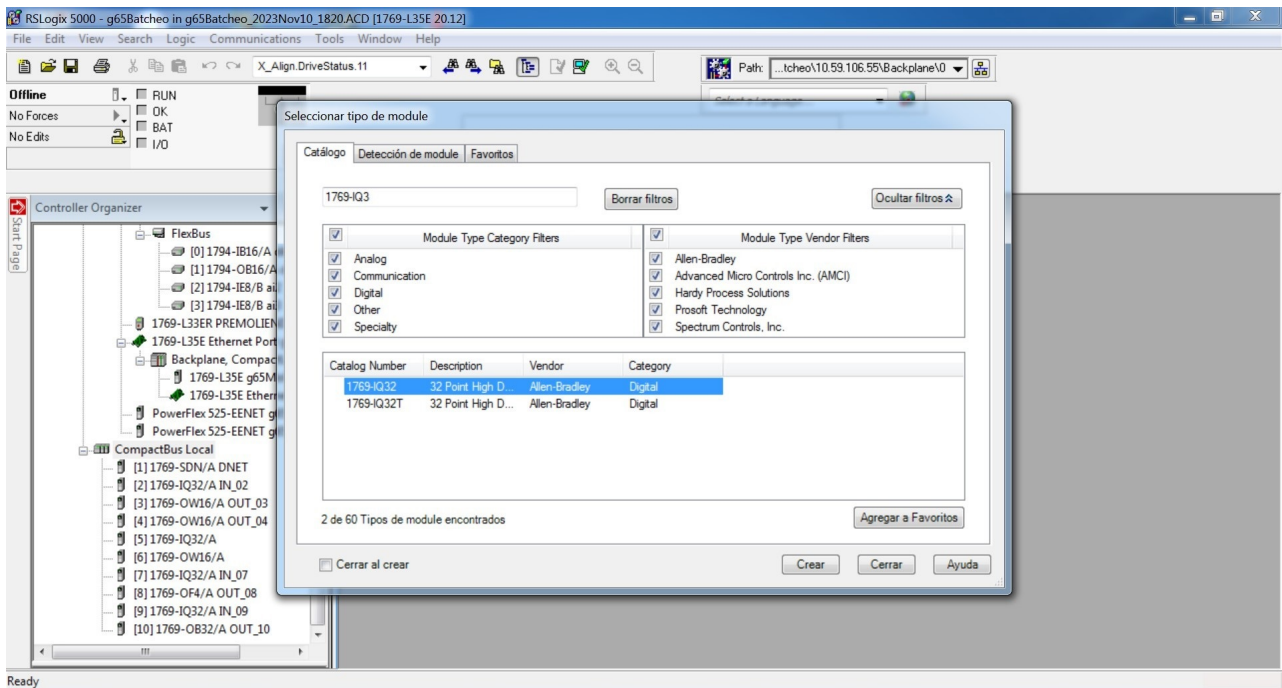 RSLogix 5000 - g65Batcheo in g65Batcheo_2023Nov10_1820.ACD [1769-L35E 20.12]
File Edit View Search Logic Communications Tools Window Help
X_Align.DriveStatus.11
Path: ...tcheo\10.59.106.55\Backplane\0
Offline
RUN
No Forces
OK
BAT
No Edits
I/O
Select a Language...
Start Page
Controller Organizer
FlexBus
[0] 1794-IB16/A
[1] 1794-OB16/A
[2] 1794-IE8/B ai
[3] 1794-IE8/B ai
1769-L33ER PREMOLIEN
1769-L35E Ethernet Port
Backplane, Compac
1769-L35E g65M
1769-L35E Ethern
PowerFlex 525-EENET g
PowerFlex 525-EENET g
CompactBus Local
[1] 1769-SDN/A DNET
[2] 1769-IQ32/A IN_02
[3] 1769-OW16/A OUT_03
[4] 1769-OW16/A OUT_04
[5] 1769-IQ32/A
[6] 1769-OW16/A
[7] 1769-IQ32/A IN_07
[8] 1769-OF4/A OUT_08
[9] 1769-IQ32/A IN_09
[10] 1769-OB32/A OUT_10
Seleccionar tipo de module
Catálogo Detección de module Favoritos
1769-IQ3
Borrar filtros
Ocultar filtros
Module Type Category Filters
Analog
Communication
Digital
Other
Specialty
Module Type Vendor Filters
Allen-Bradley
Advanced Micro Controls Inc. (AMCI)
Hardy Process Solutions
Prosoft Technology
Spectrum Controls, Inc.
Catalog Number Description Vendor Category
1769-IQ32 32 Point High D... Allen-Bradley Digital
1769-IQ32T 32 Point High D... Allen-Bradley Digital
2 de 60 Tipos de module encontrados
Agregar a Favoritos
Cerrar al crear
Crear
Cerrar
Ayuda
Ready